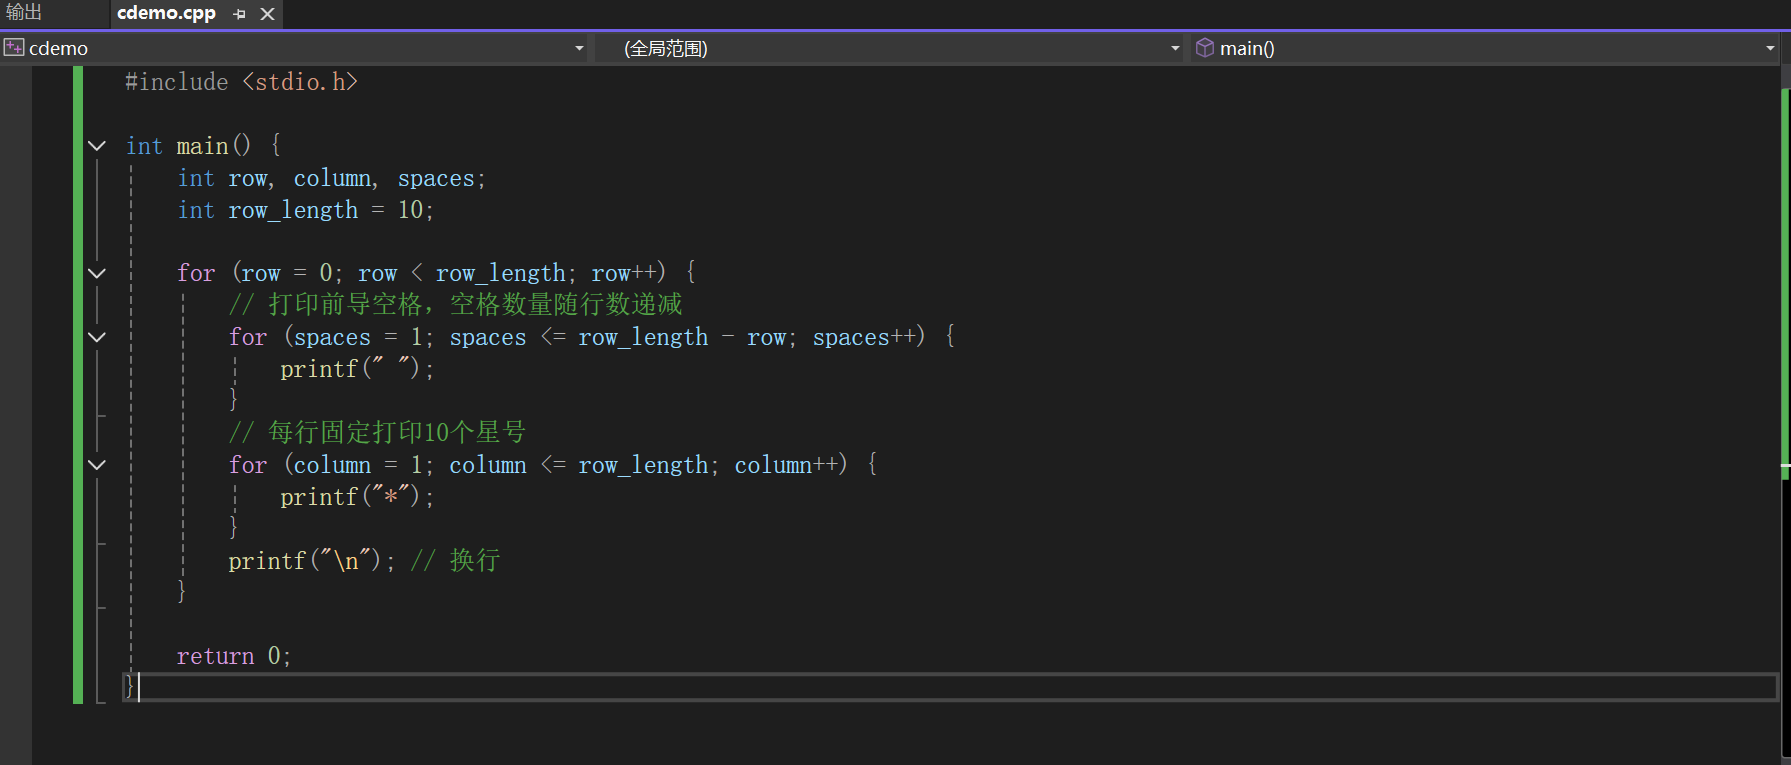 输出
cdemo.cpp
cdemo
(全局范围)
main()
#include <stdio.h>
int main() {
    int row, column, spaces;
    int row_length = 10;
    for (row = 0; row < row_length; row++) {
        // 打印前导空格，空格数量随行数递减
        for (spaces = 1; spaces <= row_length - row; spaces++) {
            printf(" ");
        }
        // 每行固定打印10个星号
        for (column = 1; column <= row_length; column++) {
            printf("*");
        }
        printf("\n"); // 换行
    }
    return 0;
}